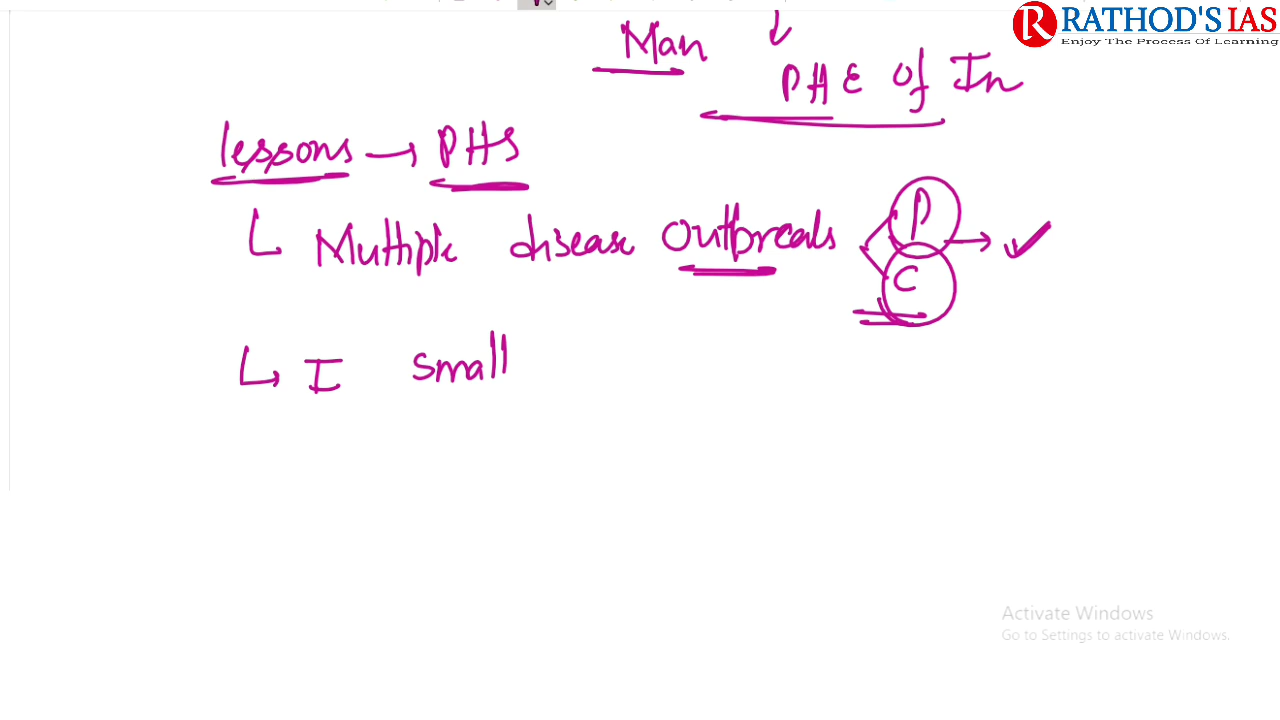 RATHOD'S IAS
Enjoy The Process Of Learning
Man
PHE Of In
lessons → PHS
Multiple disease Outbreaks
P
C
I small
Activate Windows
Go to Settings to activate Windows.